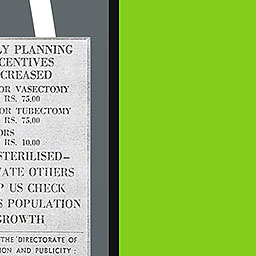 LY PLANNING
CENTIVES
CREASED
OR VASECTOMY
RS. 75.00
OR TUBECTOMY
RS. 75.00
ORS
RS. 10.00
STERILISED—
ATE OTHERS
P US CHECK
S POPULATION
GROWTH
THE 'DIRECTORATE OF
ION AND PUBLICITY :